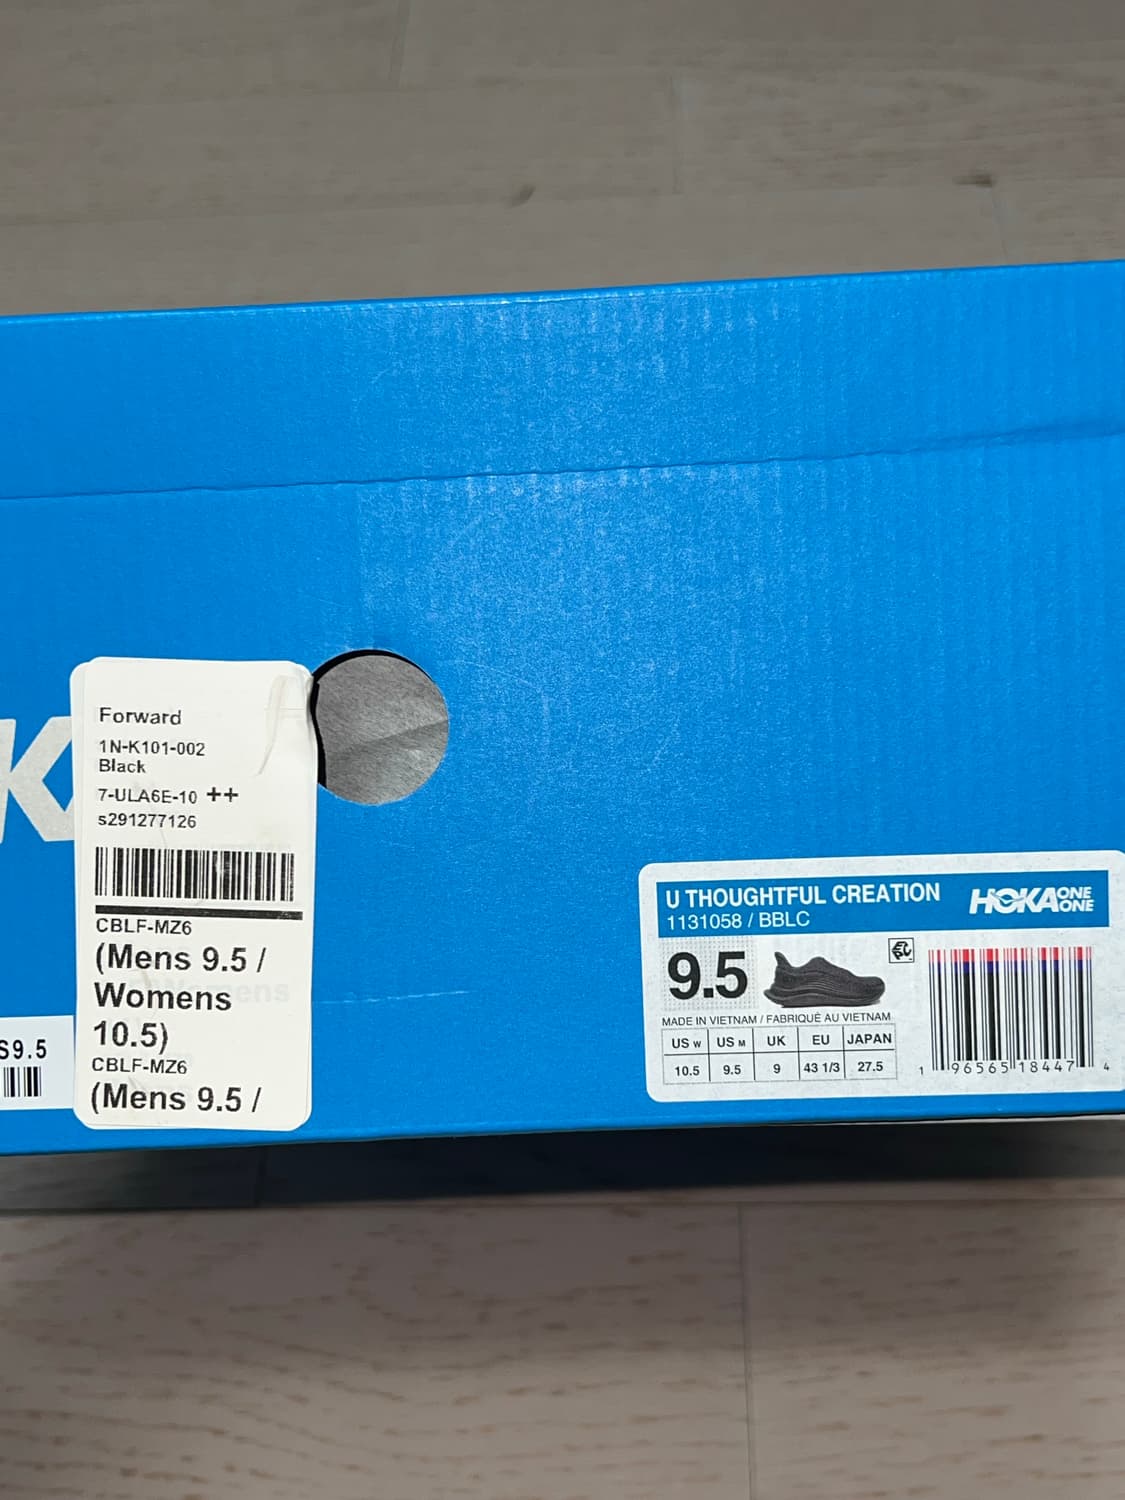 Forward
1N-K101-002
Black
7-ULA6E-10 ++
s291277126
CBLF-MZ6
(Mens 9.5 /
Womens
10.5)
CBLF-MZ6
(Mens 9.5 /
S9.5
U THOUGHTFUL CREATION
1131058 / BBLC
HOKA ONE ONE
9.5
MADE IN VIETNAM / FABRIQUÉ AU VIETNAM
US W US M UK EU JAPAN
10.5 9.5 9 43 1/3 27.5
1 96565 18447 4